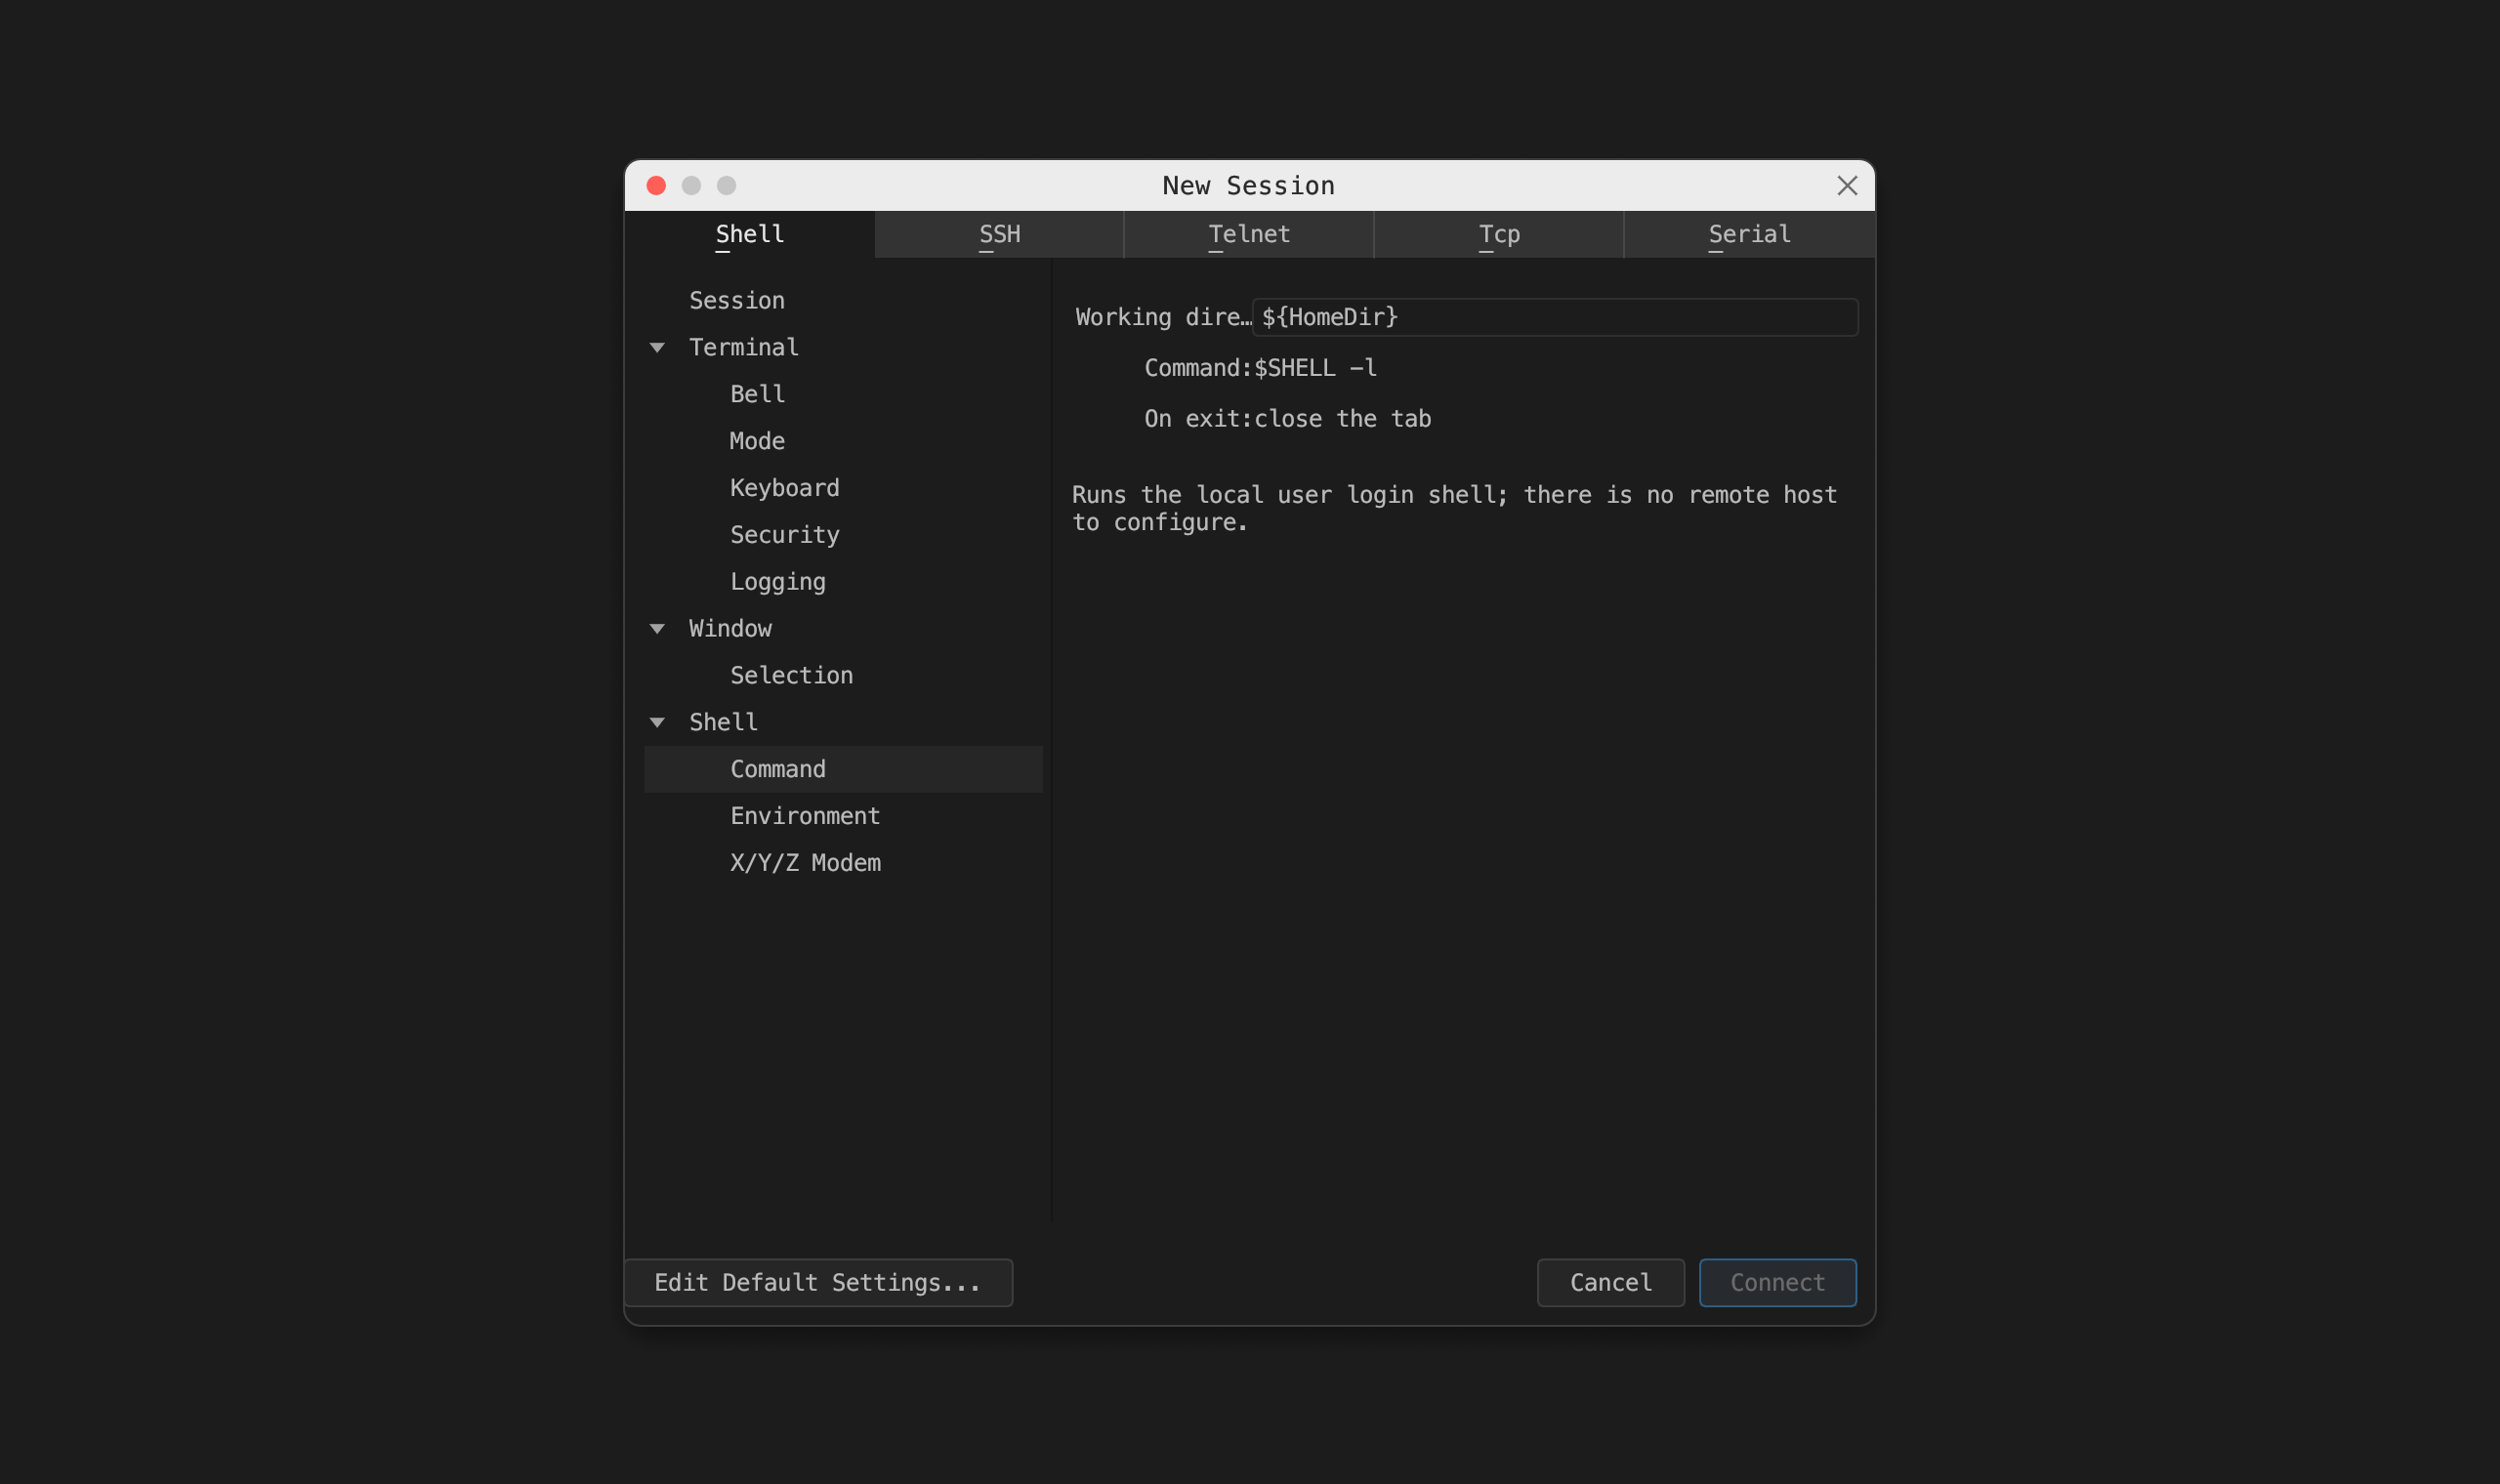 New Session
Shell SSH Telnet Tcp Serial
Session
Terminal
Bell
Mode
Keyboard
Security
Logging
Window
Selection
Shell
Command
Environment
X/Y/Z Modem
Working dire… ${HomeDir}
Command: $SHELL -l
On exit: close the tab
Runs the local user login shell; there is no remote host
to configure.
Edit Default Settings... Cancel Connect